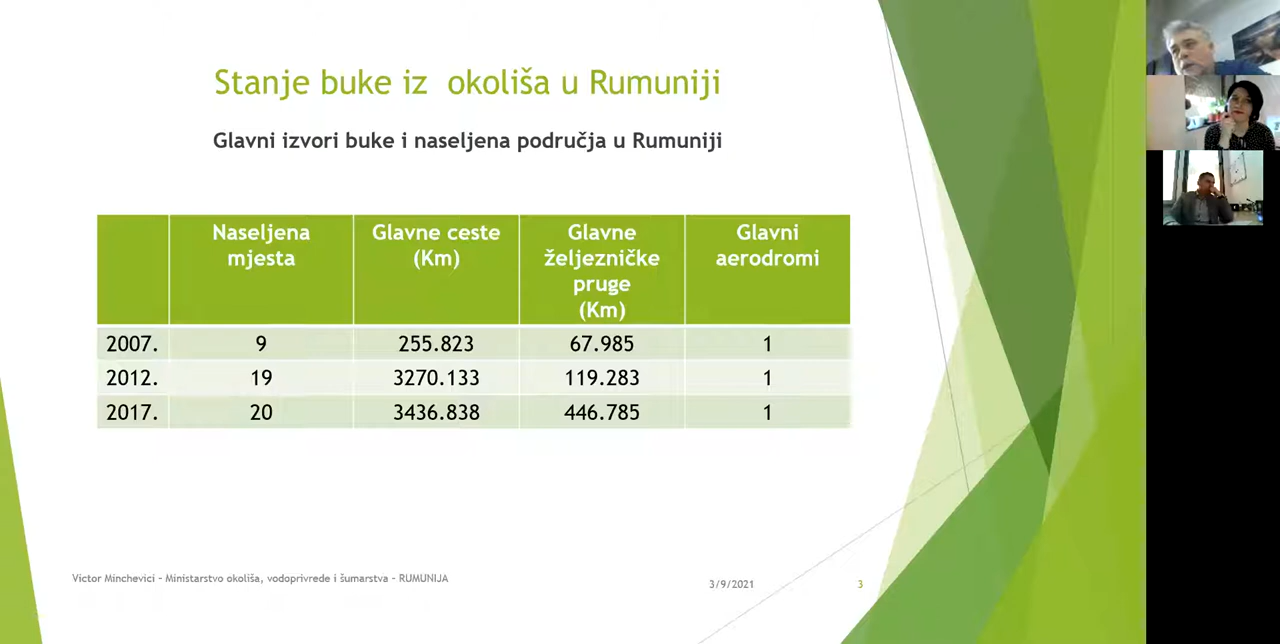 Stanje buke iz okoliša u Rumuniji
Glavni izvori buke i naseljena područja u Rumuniji
Naseljena mjesta Glavne ceste (Km) Glavne željezničke pruge (Km) Glavni aerodromi
2007. 9 255.823 67.985 1
2012. 19 3270.133 119.283 1
2017. 20 3436.838 446.785 1
Victor Minchevici – Ministarstvo okoliša, vodoprivrede i šumarstva – RUMUNIJA 3/9/2021 3